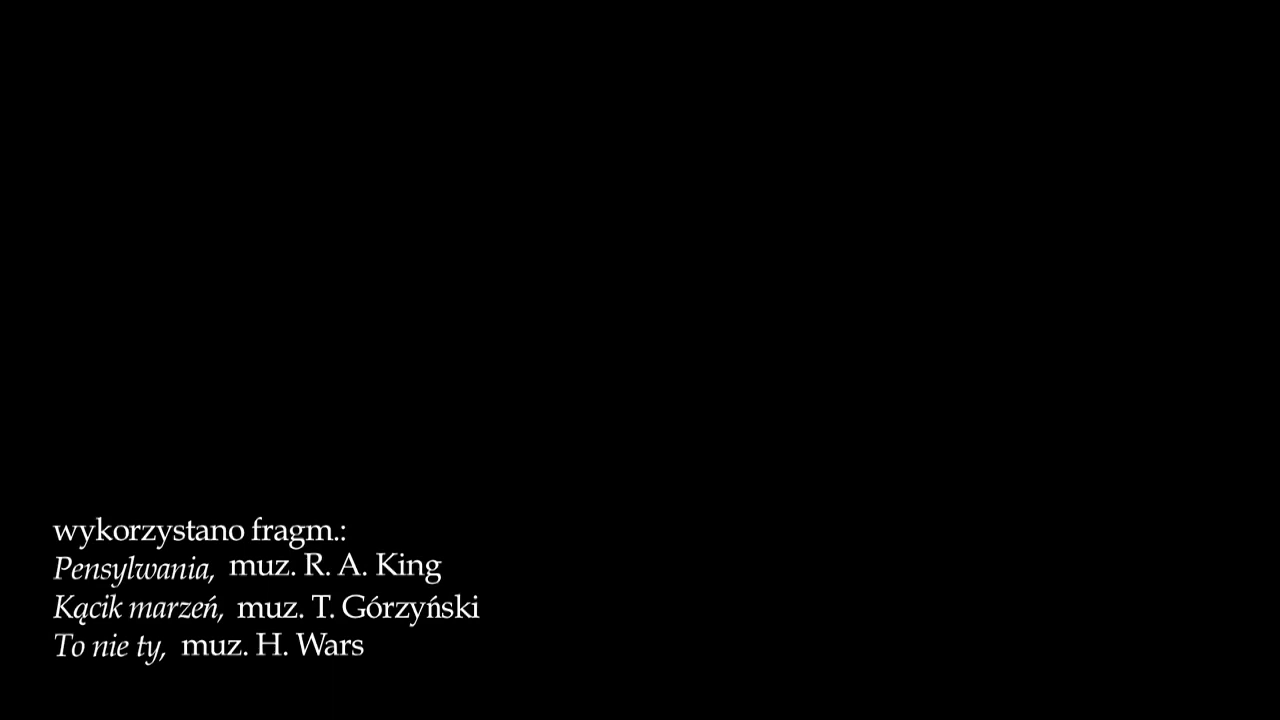 wykorzystano fragm.:
Pensylwania, muz. R. A. King
Kącik marzeń, muz. T. Górzyński
To nie ty, muz. H. Wars